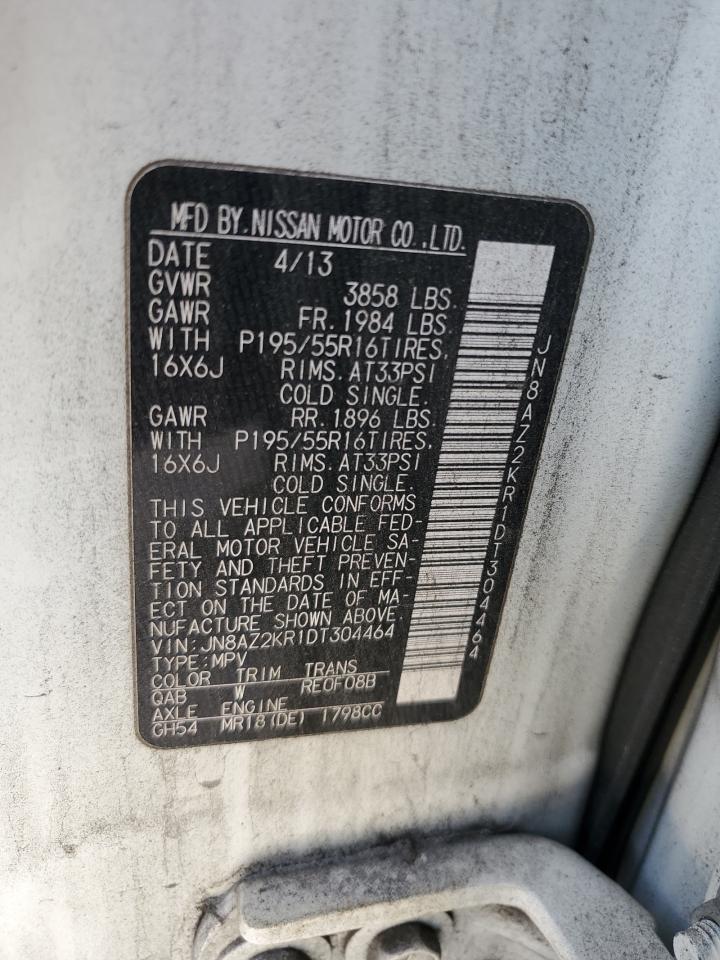 MFD BY. NISSAN MOTOR CO.,LTD.
DATE 4/13
GVWR 3858 LBS.
GAWR FR. 1984 LBS.
WITH P195/55R16TIRES.
16X6J RIMS. AT33PSI
COLD SINGLE.
GAWR RR. 1896 LBS.
WITH P195/55R16TIRES.
16X6J RIMS. AT33PSI
COLD SINGLE.
THIS VEHICLE CONFORMS
TO ALL APPLICABLE FED-
ERAL MOTOR VEHICLE SA-
FETY AND THEFT PREVEN-
TION STANDARDS IN EFF-
ECT ON THE DATE OF MA-
NUFACTURE SHOWN ABOVE.
VIN: JN8AZ2KR1DT304464
TYPE: MPV
COLOR TRIM TRANS
QAB W RE0F08B
AXLE ENGINE
GH54 MR18(DE) 1798CC
JN8AZ2KR1DT304464